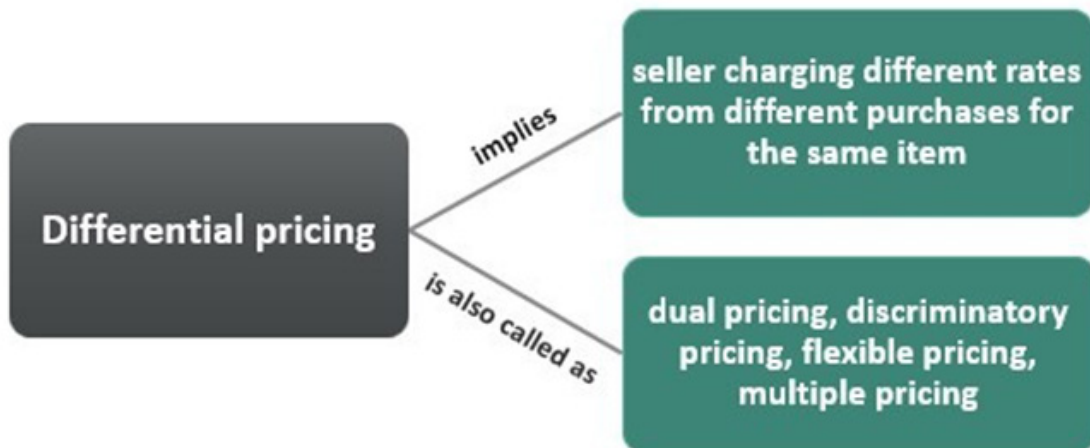 Differential pricing
implies
seller charging different rates
from different purchases for
the same item
is also called as
dual pricing, discriminatory
pricing, flexible pricing,
multiple pricing